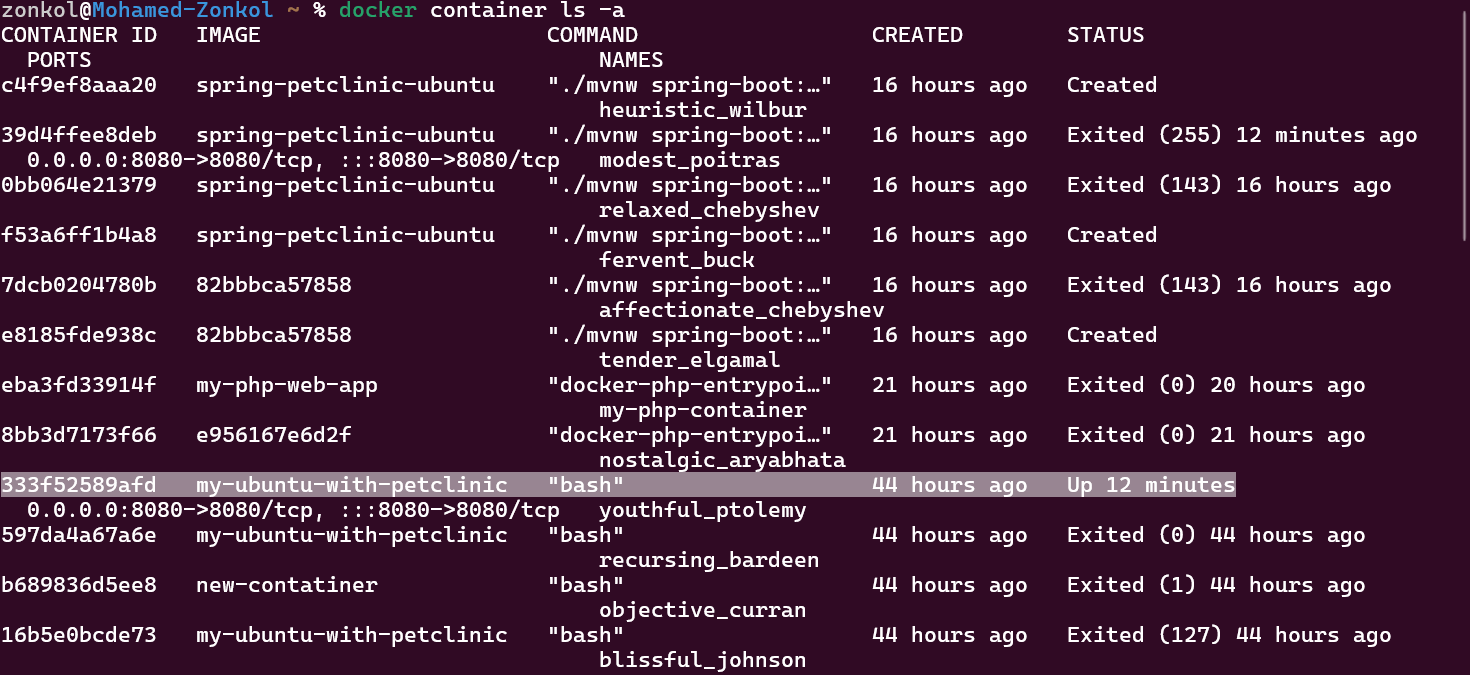 zonkol@Mohamed-Zonkol ~ % docker container ls -a
CONTAINER ID   IMAGE                      COMMAND                  CREATED        STATUS
  PORTS                                       NAMES
c4f9ef8aaa20   spring-petclinic-ubuntu    "./mvnw spring-boot:…"   16 hours ago   Created
                                              heuristic_wilbur
39d4ffee8deb   spring-petclinic-ubuntu    "./mvnw spring-boot:…"   16 hours ago   Exited (255) 12 minutes ago
  0.0.0.0:8080->8080/tcp, :::8080->8080/tcp   modest_poitras
0bb064e21379   spring-petclinic-ubuntu    "./mvnw spring-boot:…"   16 hours ago   Exited (143) 16 hours ago
                                              relaxed_chebyshev
f53a6ff1b4a8   spring-petclinic-ubuntu    "./mvnw spring-boot:…"   16 hours ago   Created
                                              fervent_buck
7dcb0204780b   82bbbca57858               "./mvnw spring-boot:…"   16 hours ago   Exited (143) 16 hours ago
                                              affectionate_chebyshev
e8185fde938c   82bbbca57858               "./mvnw spring-boot:…"   16 hours ago   Created
                                              tender_elgamal
eba3fd33914f   my-php-web-app             "docker-php-entrypoi…"   21 hours ago   Exited (0) 20 hours ago
                                              my-php-container
8bb3d7173f66   e956167e6d2f               "docker-php-entrypoi…"   21 hours ago   Exited (0) 21 hours ago
                                              nostalgic_aryabhata
333f52589afd   my-ubuntu-with-petclinic   "bash"                   44 hours ago   Up 12 minutes
  0.0.0.0:8080->8080/tcp, :::8080->8080/tcp   youthful_ptolemy
597da4a67a6e   my-ubuntu-with-petclinic   "bash"                   44 hours ago   Exited (0) 44 hours ago
                                              recursing_bardeen
b689836d5ee8   new-contatiner             "bash"                   44 hours ago   Exited (1) 44 hours ago
                                              objective_curran
16b5e0bcde73   my-ubuntu-with-petclinic   "bash"                   44 hours ago   Exited (127) 44 hours ago
                                              blissful_johnson